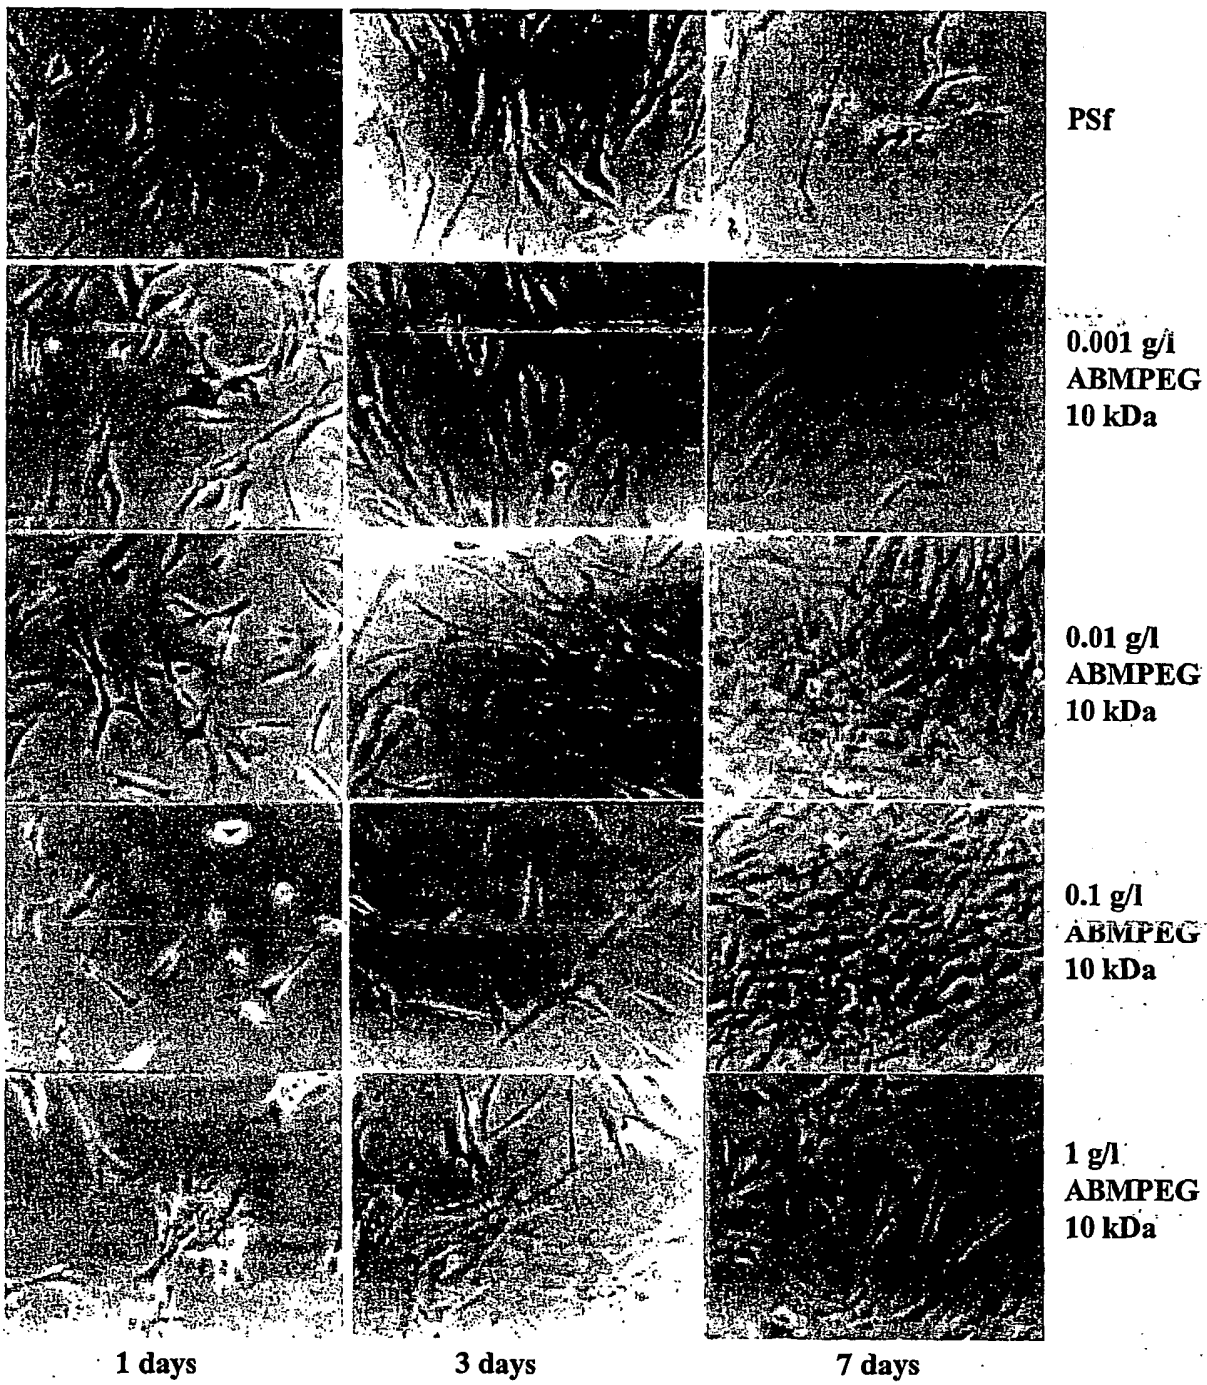 PSf
0.001 g/l
ABMPEG
10 kDa
0.01 g/l
ABMPEG
10 kDa
0.1 g/l
ABMPEG
10 kDa
1 g/l
ABMPEG
10 kDa
1 days
3 days
7 days